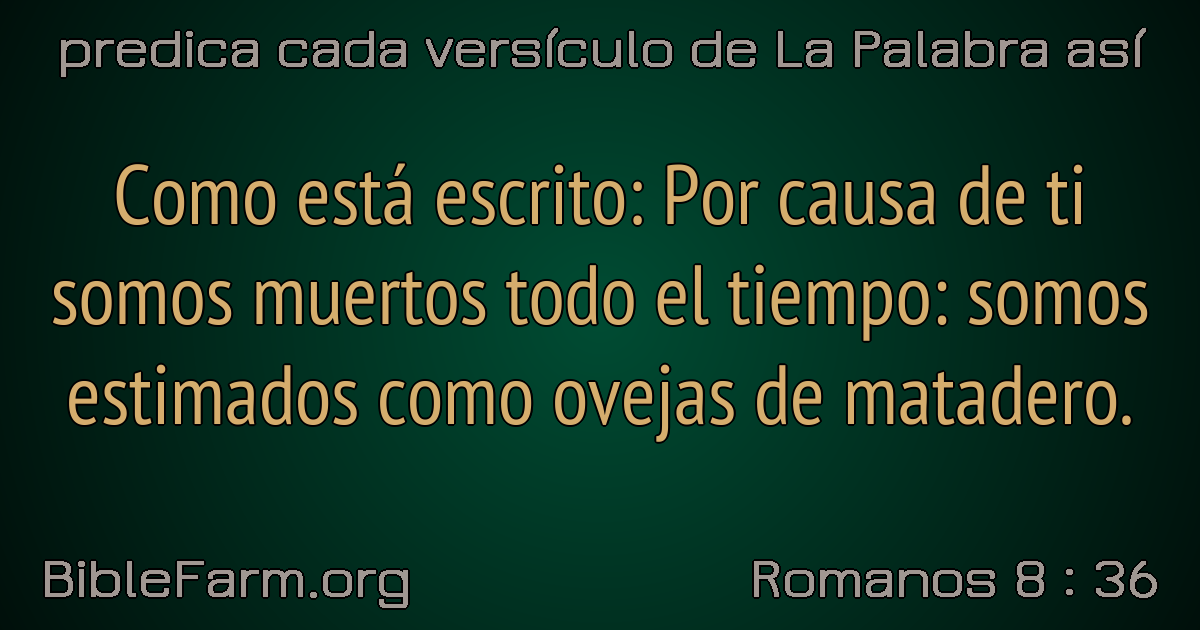 predica cada versículo de La Palabra así
Como está escrito: Por causa de ti
somos muertos todo el tiempo: somos
estimados como ovejas de matadero.
BibleFarm.org
Romanos 8 : 36